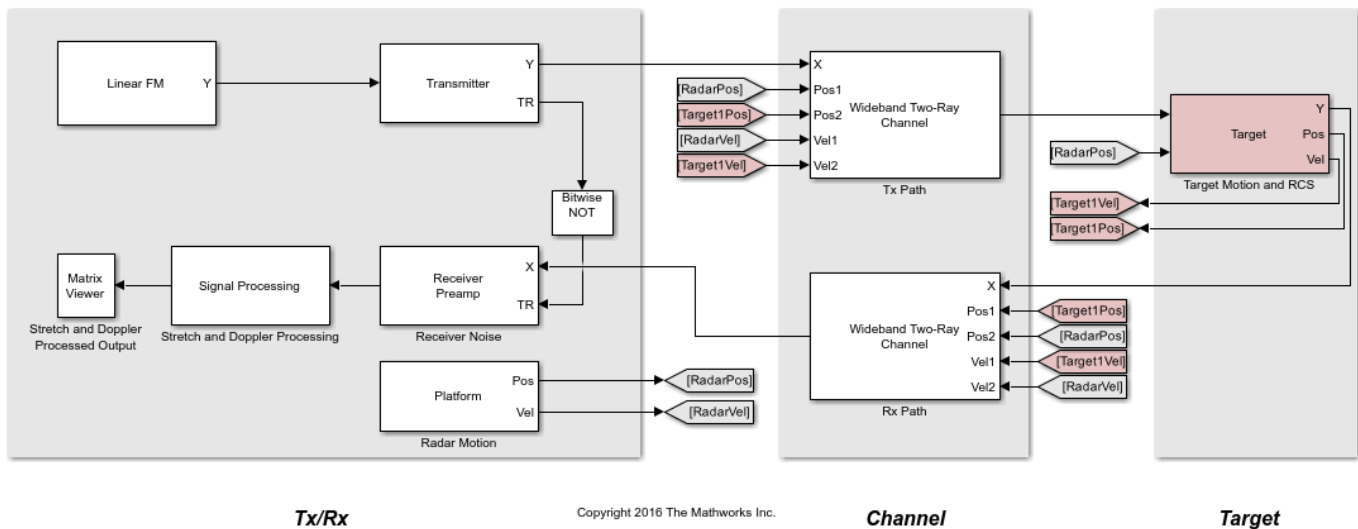 Linear FM
Y
Transmitter
Y
TR
Bitwise
NOT
Matrix
Viewer
Stretch and Doppler
Processed Output
Signal Processing
Stretch and Doppler Processing
Receiver
Preamp
X
TR
Receiver Noise
Platform
Pos
Vel
Radar Motion
[RadarPos]
[RadarVel]
[RadarPos]
[Target1Pos]
[RadarVel]
[Target1Vel]
X
Pos1
Pos2
Vel1
Vel2
Wideband Two-Ray
Channel
Tx Path
Wideband Two-Ray
Channel
X
Pos1
Pos2
Vel1
Vel2
Rx Path
[Target1Pos]
[RadarPos]
[Target1Vel]
[RadarVel]
[RadarPos]
Target
Y
Pos
Vel
Target Motion and RCS
[Target1Vel]
[Target1Pos]
Tx/Rx
Copyright 2016 The Mathworks Inc.
Channel
Target